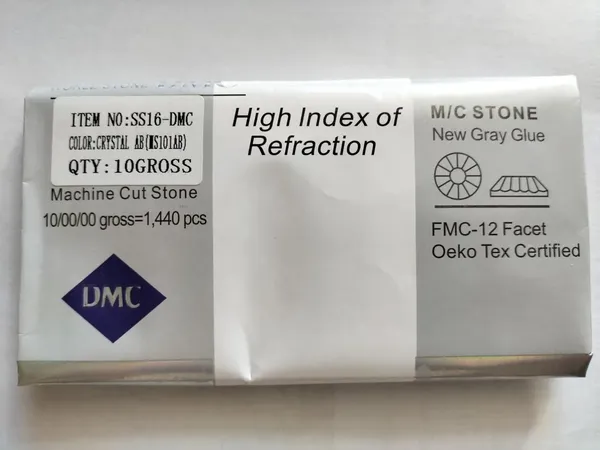 ITEM NO:SS16-DMC
COLOR:CRYSTAL AB(MS101AB)
QTY:10GROSS
Machine Cut Stone
10/00/00 gross=1,440 pcs
DMC
High Index of
Refraction
M/C STONE
New Gray Glue
FMC-12 Facet
Oeko Tex Certified